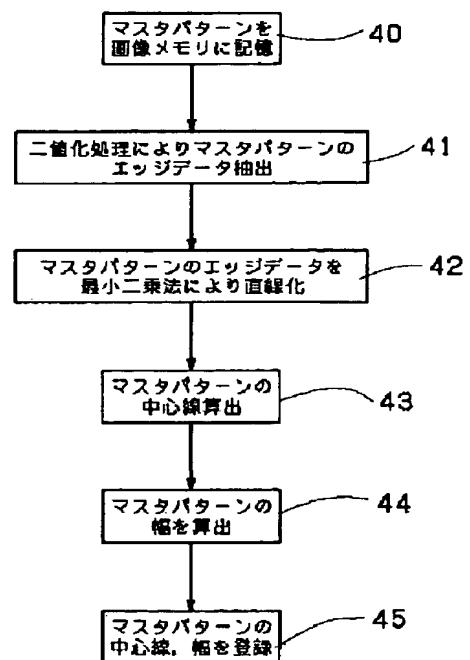 マスタパターンを
画像メモリに記憶
40
二値化処理によりマスタパターンの
エッジデータ抽出
41
マスタパターンのエッジデータを
最小二乗法により直線化
42
マスタパターンの
中心線算出
43
マスタパターンの
幅を算出
44
マスタパターンの
中心線，幅を登録
45